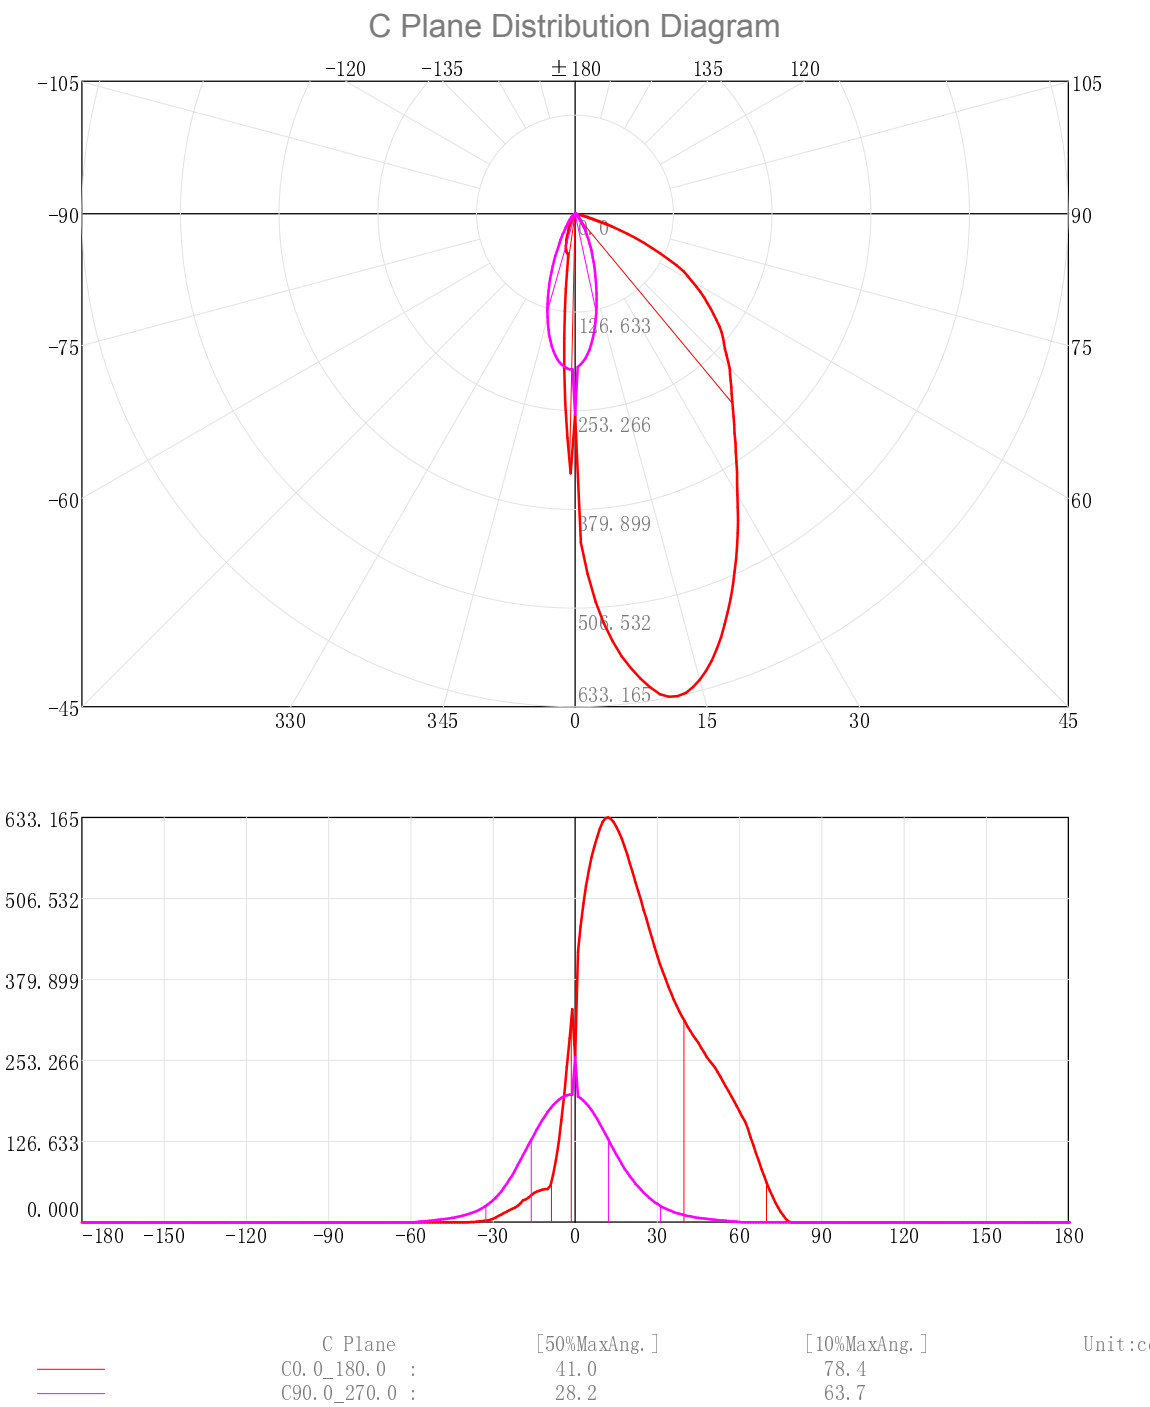 C Plane Distribution Diagram
-120 -135 ±180 135 120
-105 105
-90 90
0.0
126.633
-75 75
253.266
-60 60
379.899
506.532
633.165
-45
330 345 0 15 30 45
633.165
506.532
379.899
253.266
126.633
0.000
-180 -150 -120 -90 -60 -30 0 30 60 90 120 150 180
C Plane [50%MaxAng.] [10%MaxAng.] Unit:c
C0.0_180.0 : 41.0 78.4
C90.0_270.0 : 28.2 63.7